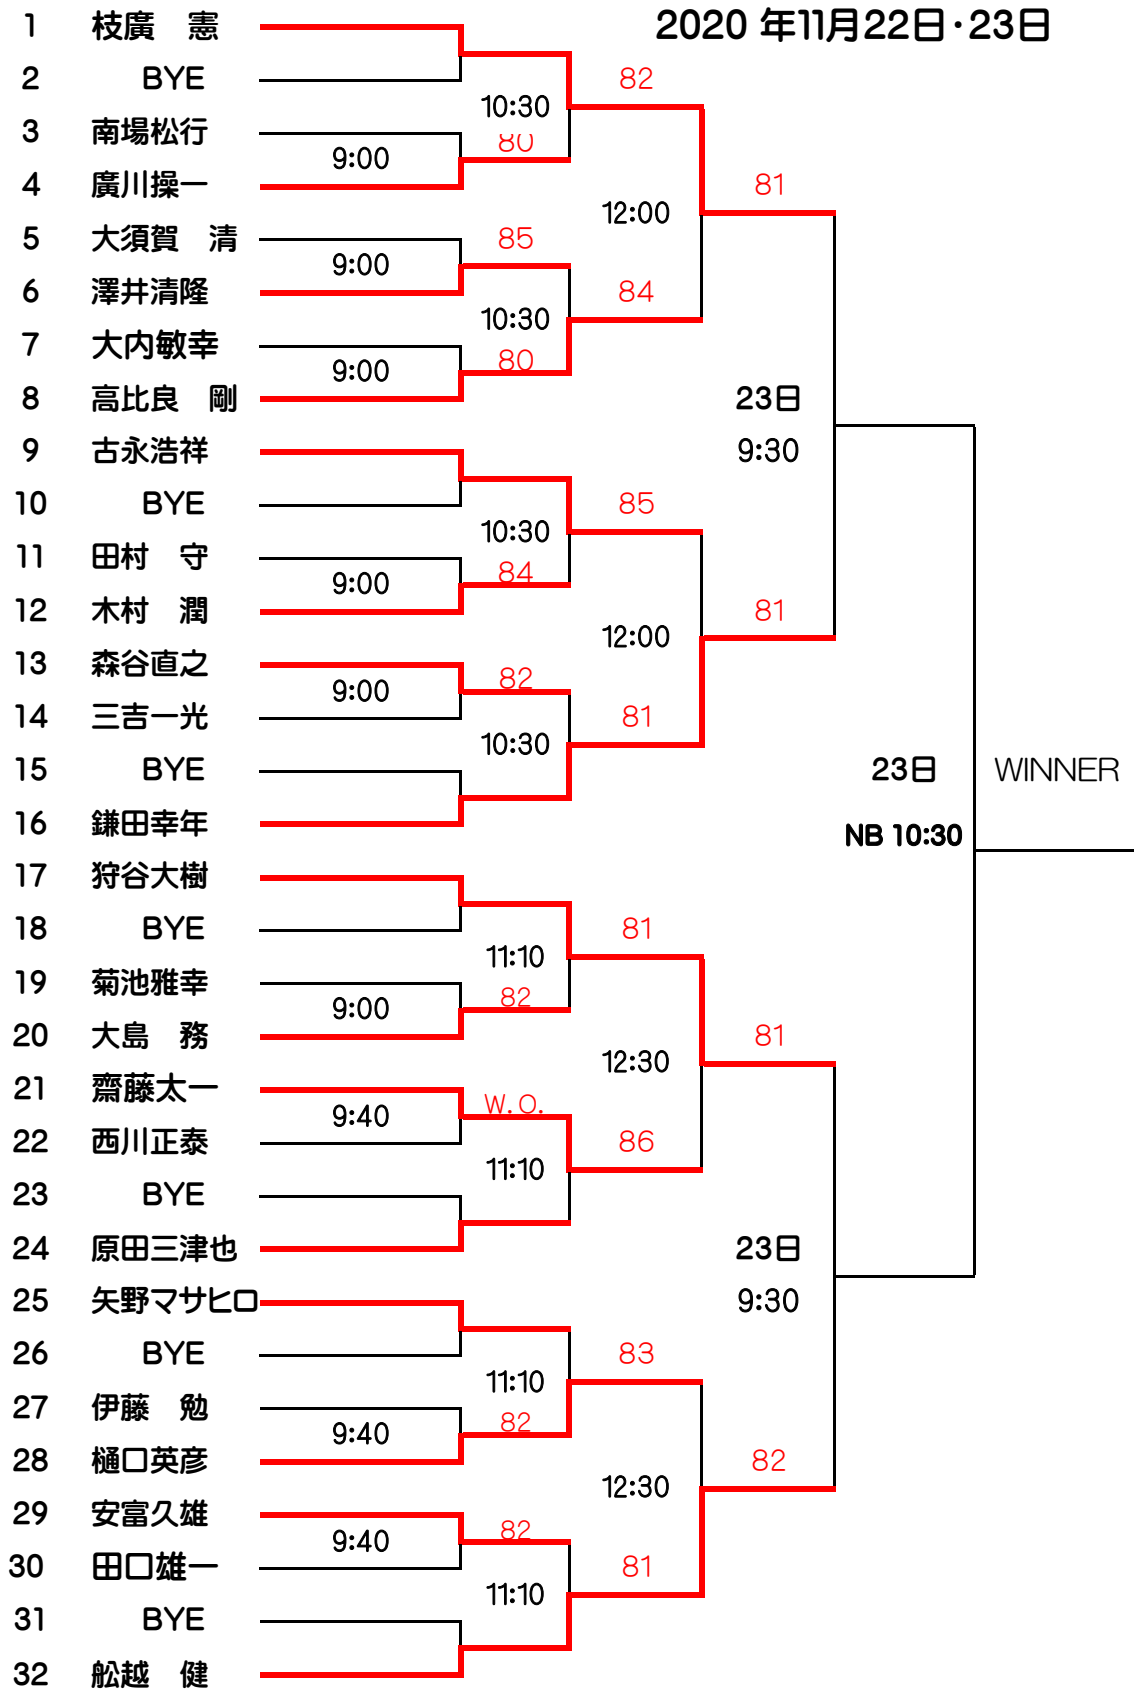 1 枝廣 憲
2020 年11月22日・23日
2 BYE
82
10:30
3 南場松行
80
9:00
4 廣川操一
81
12:00
5 大須賀 清
85
9:00
6 澤井清隆
84
10:30
7 大内敏幸
80
9:00
8 高比良 剛
23日
9 古永浩祥
9:30
10 BYE
85
10:30
11 田村 守
84
9:00
12 木村 潤
81
12:00
13 森谷直之
82
9:00
14 三吉一光
81
10:30
15 BYE
23日
WINNER
16 鎌田幸年
NB 10:30
17 狩谷大樹
18 BYE
81
11:10
19 菊池雅幸
82
9:00
20 大島 務
81
12:30
21 齋藤太一
W.O.
9:40
22 西川正泰
86
11:10
23 BYE
24 原田三津也
23日
25 矢野マサヒロ
9:30
26 BYE
83
11:10
27 伊藤 勉
82
9:40
28 樋口英彦
82
12:30
29 安富久雄
82
9:40
30 田口雄一
81
11:10
31 BYE
32 舩越 健